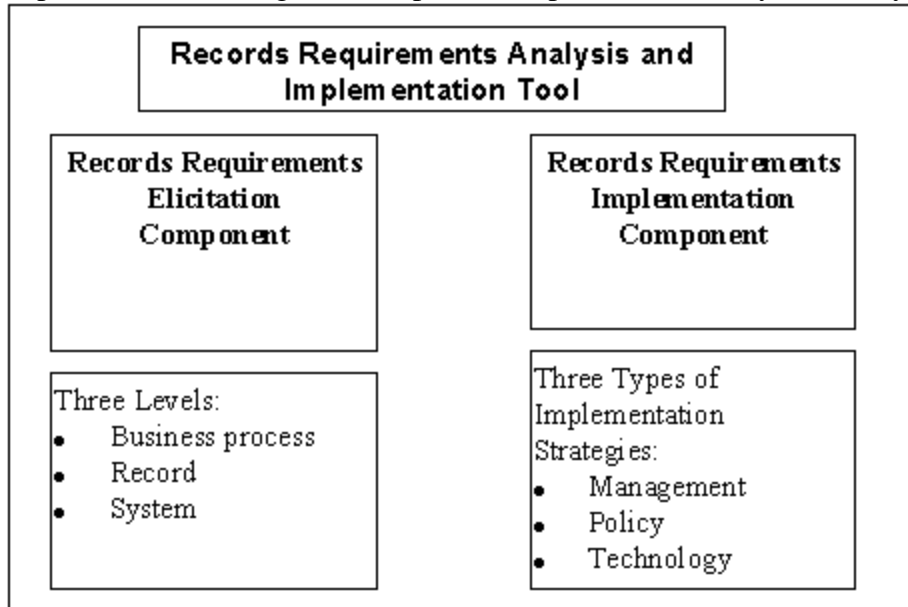 Records Requirements Analysis and
Implementation Tool
Records Requirements
Elicitation
Component
Records Requirements
Implementation
Component
Three Levels:
● Business process
● Record
● System
Three Types of
Implementation
Strategies:
● Management
● Policy
● Technology